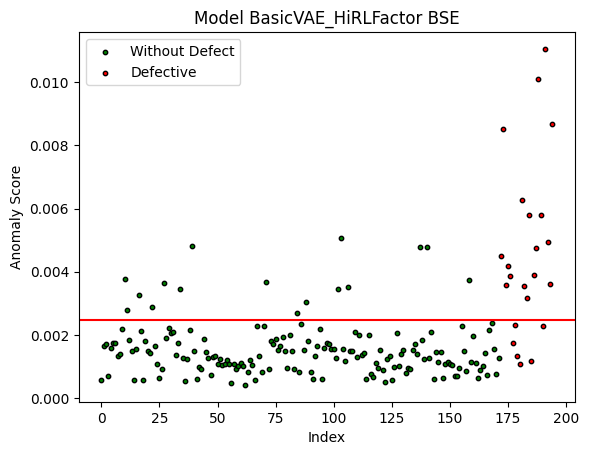 Model BasicVAE_HiRLFactor BSE
Without Defect
Defective
Anomaly Score
0.010
0.008
0.006
0.004
0.002
0.000
0 25 50 75 100 125 150 175 200
Index